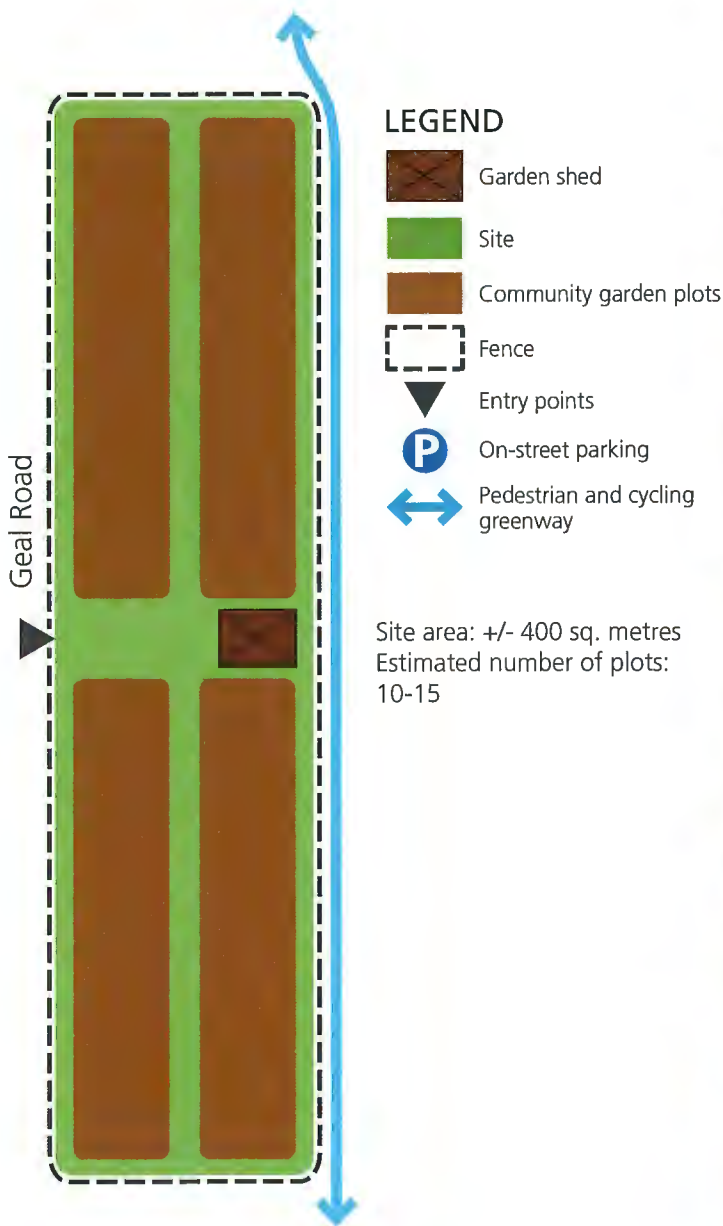 LEGEND
Garden shed
Site
Community garden plots
Fence
Entry points
P
On-street parking
Pedestrian and cycling
greenway
Geal Road
Site area: +/- 400 sq. metres
Estimated number of plots:
10-15